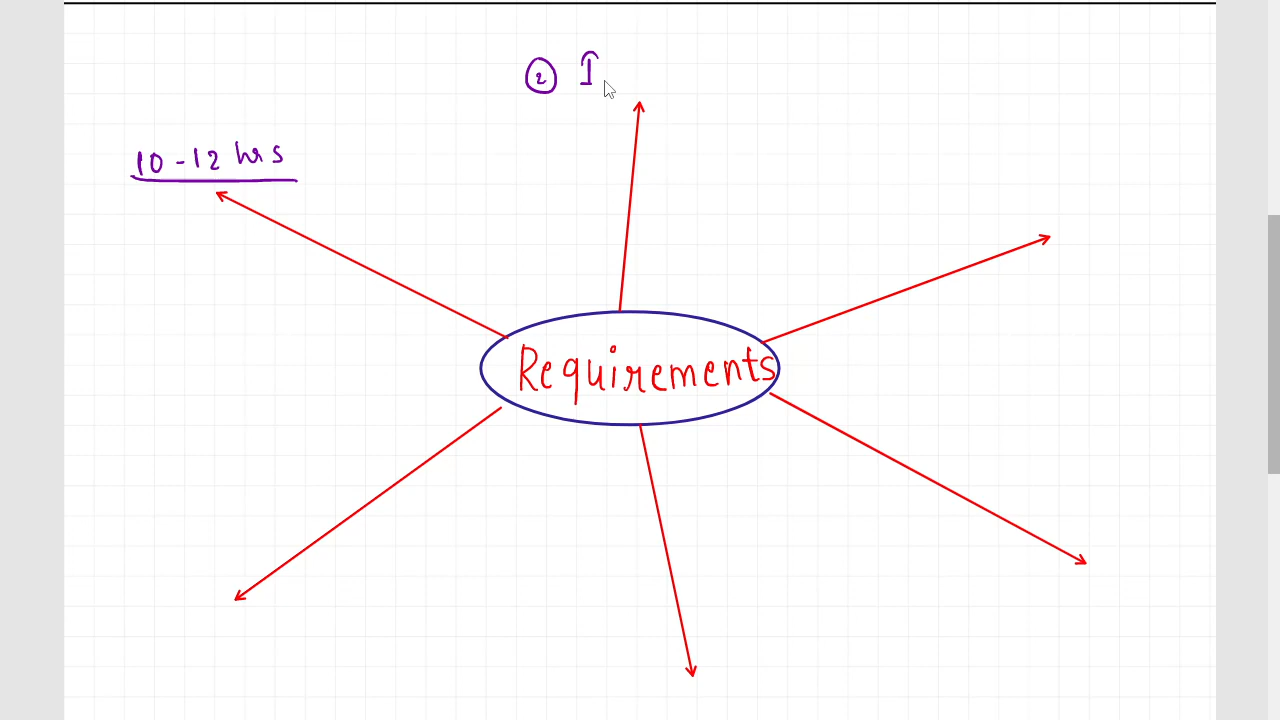 ② I
10-12 hrs
Requirements